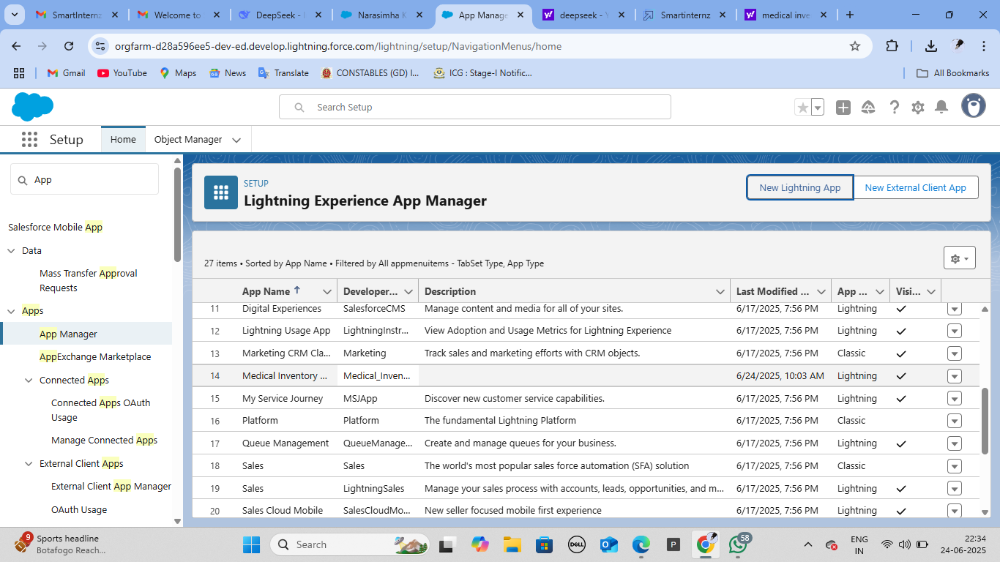 SmartInternz
Welcome to
DeepSeek -
Narasimha K
App Manage
deepseek - Y
Smartinternz
medical inve
orgfarm-d28a596ee5-dev-ed.develop.lightning.force.com/lightning/setup/NavigationMenus/home
Gmail
YouTube
Maps
News
Translate
CONSTABLES (GD) I...
ICG : Stage-I Notific...
All Bookmarks
Search Setup
Setup
Home
Object Manager
App
Salesforce Mobile App
Data
Mass Transfer Approval
Requests
Apps
App Manager
AppExchange Marketplace
Connected Apps
Connected Apps OAuth
Usage
Manage Connected Apps
External Client Apps
External Client App Manager
OAuth Usage
SETUP
Lightning Experience App Manager
New Lightning App
New External Client App
27 items • Sorted by App Name • Filtered by All appmenuitems - TabSet Type, App Type
App Name Developer... Description Last Modified ... App ... Visi...
11 Digital Experiences SalesforceCMS Manage content and media for all of your sites. 6/17/2025, 7:56 PM Lightning
12 Lightning Usage App LightningInstr... View Adoption and Usage Metrics for Lightning Experience 6/17/2025, 7:56 PM Lightning
13 Marketing CRM Cla... Marketing Track sales and marketing efforts with CRM objects. 6/17/2025, 7:56 PM Classic
14 Medical Inventory ... Medical_Inven... 6/24/2025, 10:03 AM Lightning
15 My Service Journey MSJApp Discover new customer service capabilities. 6/17/2025, 7:56 PM Lightning
16 Platform Platform The fundamental Lightning Platform 6/17/2025, 7:56 PM Classic
17 Queue Management QueueManage... Create and manage queues for your business. 6/17/2025, 7:56 PM Lightning
18 Sales Sales The world's most popular sales force automation (SFA) solution 6/17/2025, 7:56 PM Classic
19 Sales LightningSales Manage your sales process with accounts, leads, opportunities, and m... 6/17/2025, 7:56 PM Lightning
20 Sales Cloud Mobile SalesCloudMo... New seller focused mobile first experience 6/17/2025, 7:56 PM Lightning
9
Sports headline
Botafogo Reach...
Search
DELL
P
58
ENG
IN
22:34
24-06-2025